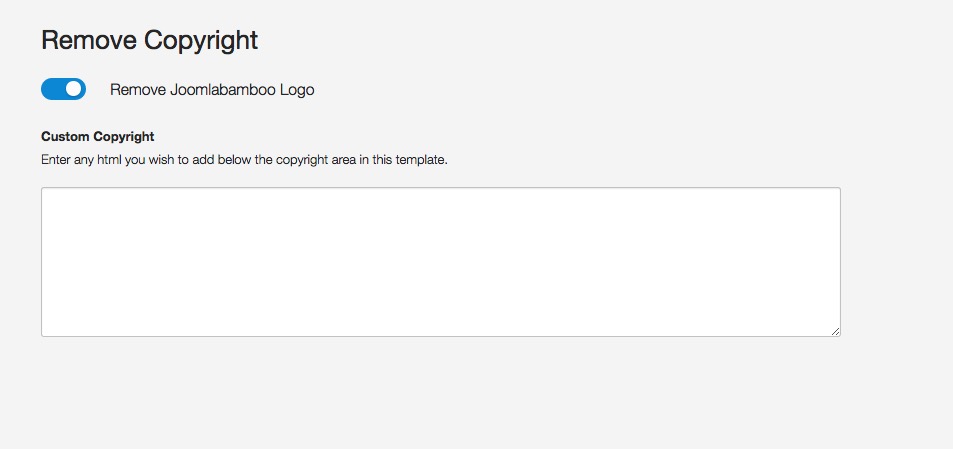 Remove Copyright
Remove Joomlabamboo Logo
Custom Copyright
Enter any html you wish to add below the copyright area in this template.